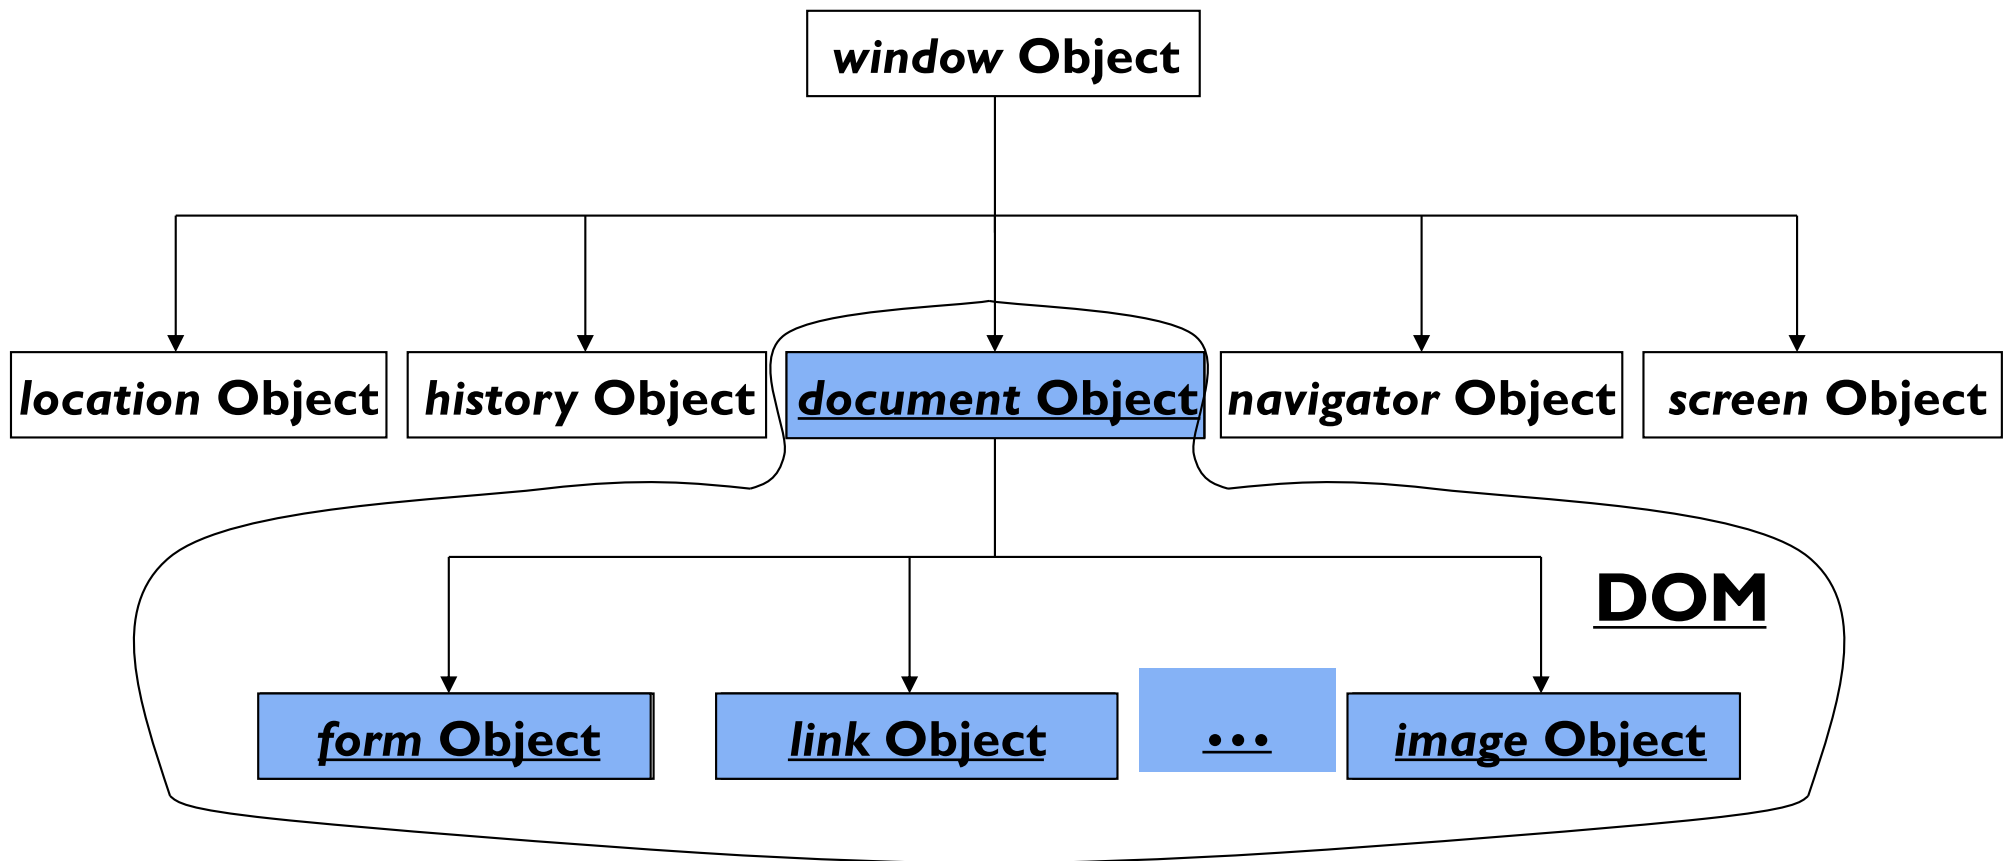 window Object
location Object
history Object
document Object
navigator Object
screen Object
DOM
form Object
link Object
...
image Object